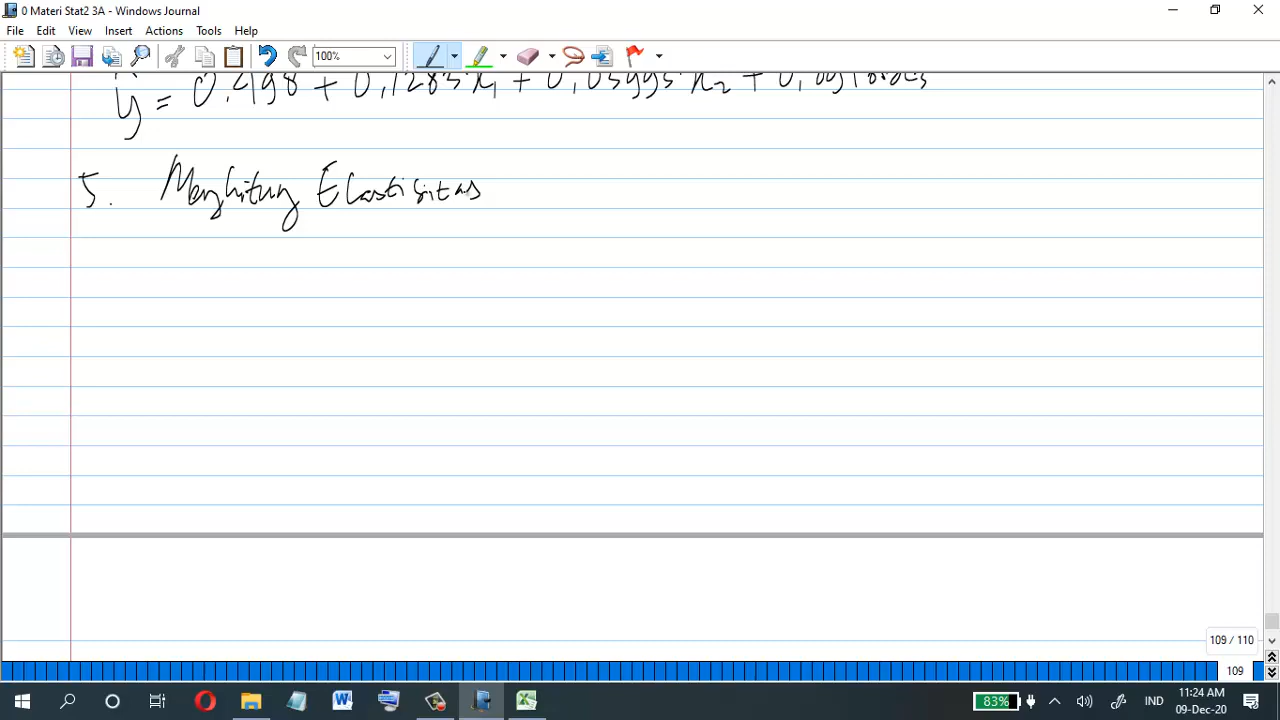 0 Materi Stat2 3A - Windows Journal
File Edit View Insert Actions Tools Help
100%
ŷ =
5. Menghitung Elastisitas
109 / 110
109
83% IND 11:24 AM
09-Dec-20